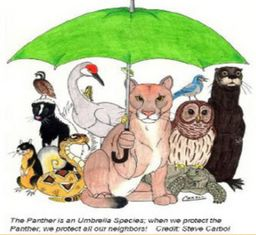 The Panther is an Umbrella Species; when we protect the
Panther, we protect all our neighbors! Credit: Steve Carbol